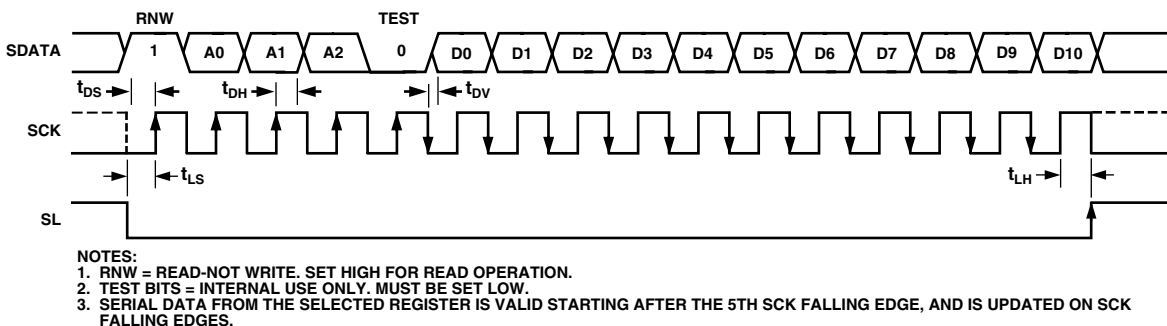 RNW
TEST
SDATA
1
A0
A1
A2
0
D0
D1
D2
D3
D4
D5
D6
D7
D8
D9
D10
tDS
tDH
tDV
SCK
tLS
tLH
SL
NOTES:
1. RNW = READ-NOT WRITE. SET HIGH FOR READ OPERATION.
2. TEST BITS = INTERNAL USE ONLY. MUST BE SET LOW.
3. SERIAL DATA FROM THE SELECTED REGISTER IS VALID STARTING AFTER THE 5TH SCK FALLING EDGE, AND IS UPDATED ON SCK
FALLING EDGES.